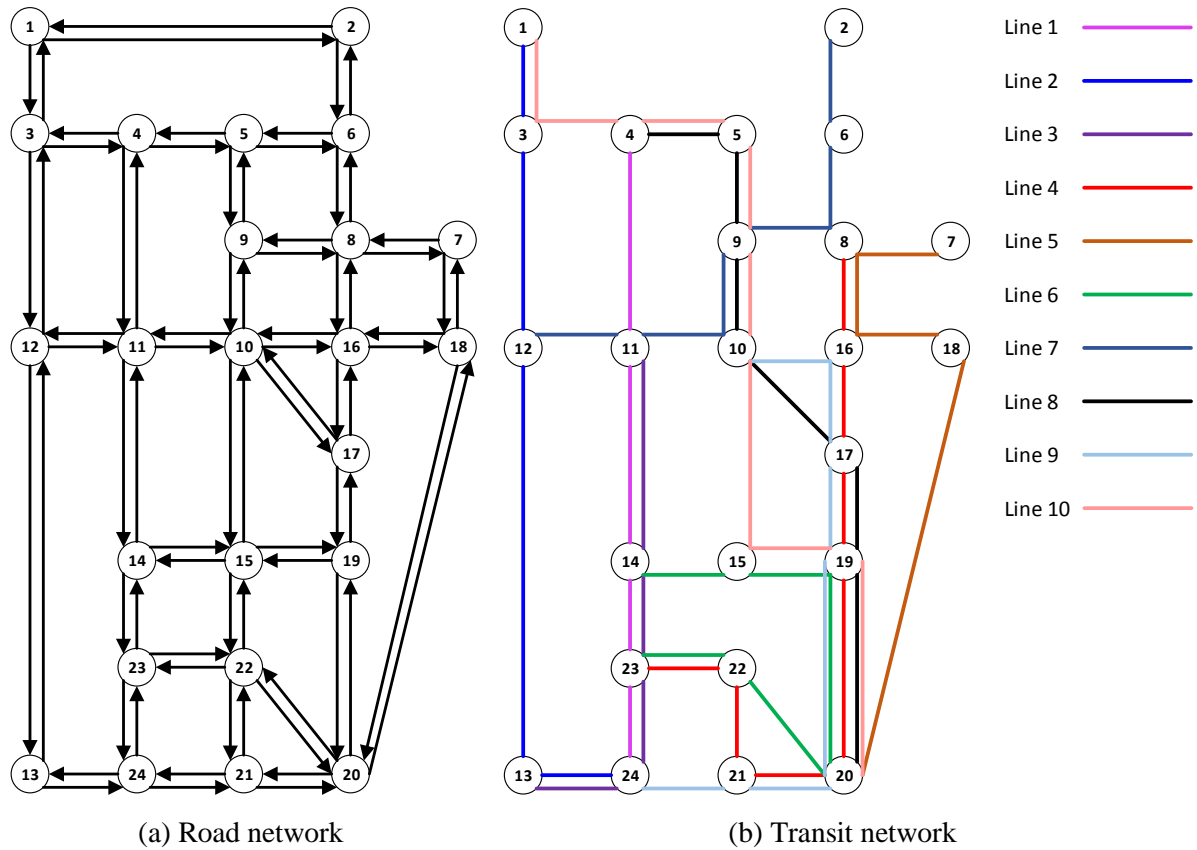 1 2 1 2 Line 1
Line 2
3 4 5 6 3 4 5 6 Line 3
Line 4
9 8 7 9 8 7 Line 5
Line 6
12 11 10 16 18 12 11 10 16 18 Line 7
Line 8
17 17 Line 9
Line 10
14 15 19 14 15 19
23 22 23 22
13 24 21 20 13 24 21 20
(a) Road network (b) Transit network